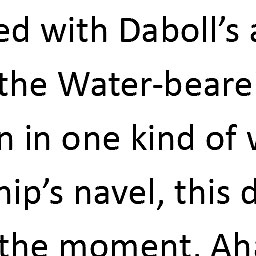 ed with Daboll’s a
the Water-beare
n in one kind of v
hip’s navel, this d
the moment. Aha